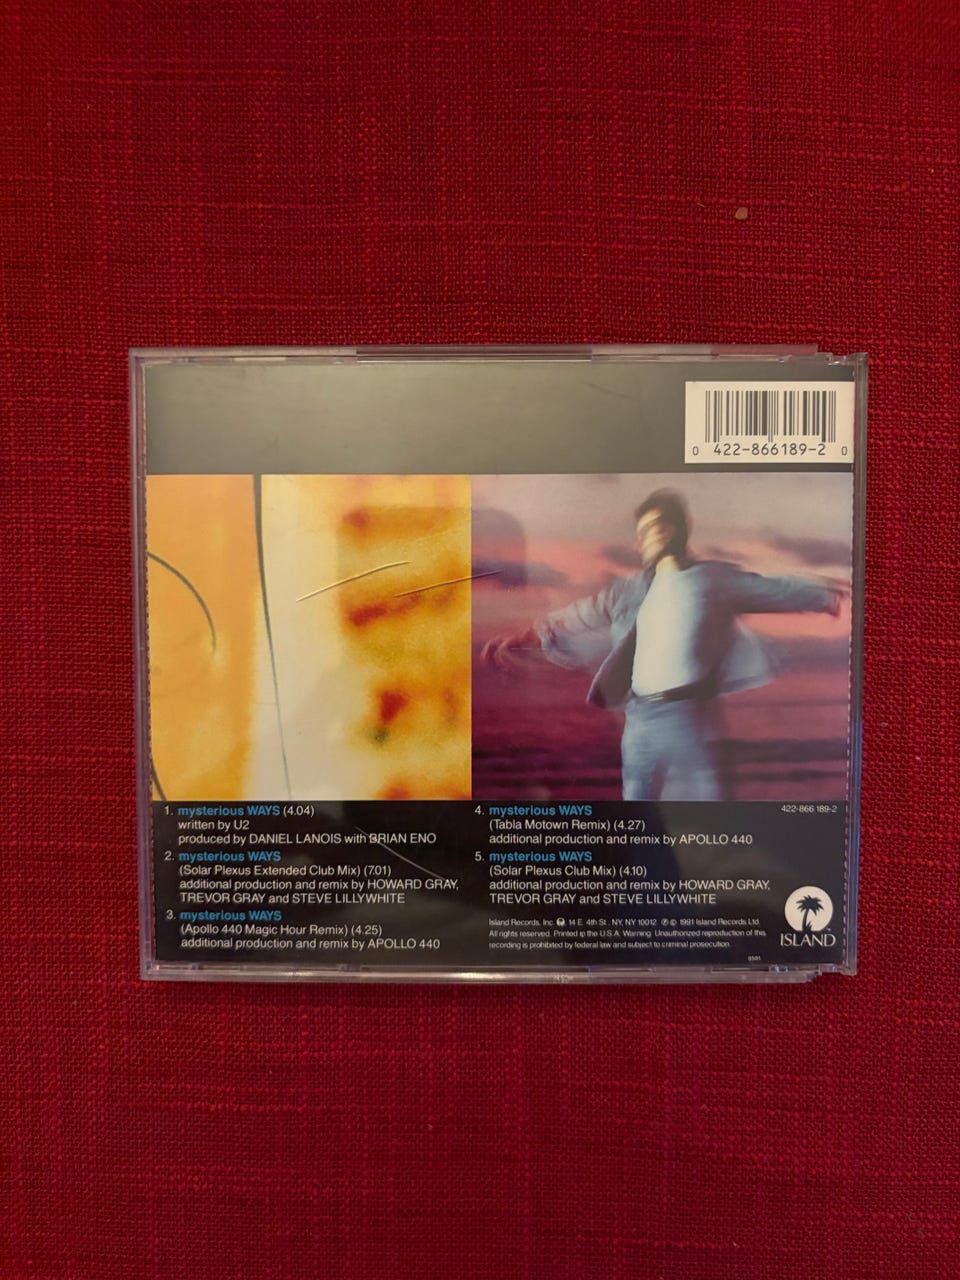 0 422-866189-2 0
1. mysterious WAYS (4.04)
written by U2
produced by DANIEL LANOIS with BRIAN ENO
2. mysterious WAYS
(Solar Plexus Extended Club Mix) (7.01)
additional production and remix by HOWARD GRAY,
TREVOR GRAY and STEVE LILLYWHITE
3. mysterious WAYS
(Apollo 440 Magic Hour Remix) (4.25)
additional production and remix by APOLLO 440
4. mysterious WAYS
(Tabla Motown Remix) (4.27)
additional production and remix by APOLLO 440
5. mysterious WAYS
(Solar Plexus Club Mix) (4.10)
additional production and remix by HOWARD GRAY,
TREVOR GRAY and STEVE LILLYWHITE
Island Records, Inc. 14 E. 4th St., NY, NY 10012. ℗ © 1991 Island Records Ltd.
All rights reserved. Printed in the U.S.A. Warning: Unauthorized reproduction of this
recording is prohibited by federal law and subject to criminal prosecution.
422-866 189-2
ISLAND